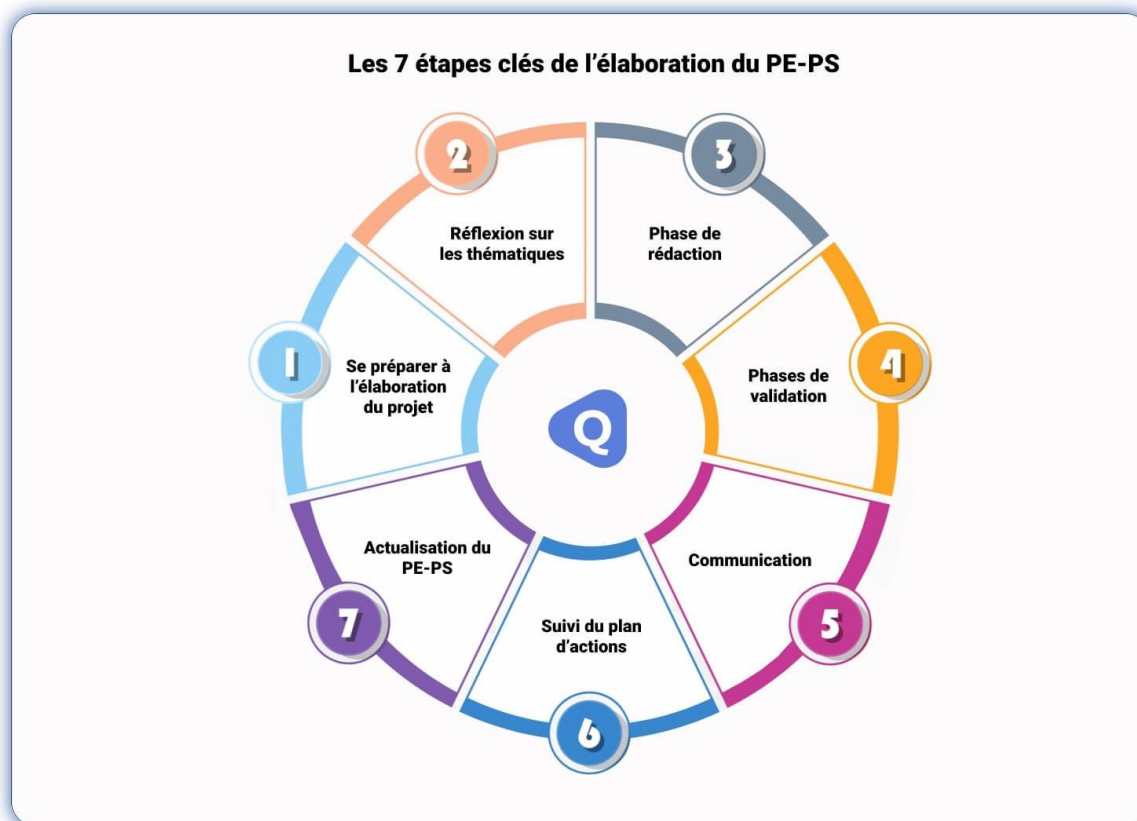 Les 7 étapes clés de l’élaboration du PE-PS
1
Se préparer à
l’élaboration
du projet
2
Réflexion sur
les thématiques
3
Phase de
rédaction
4
Phases de
validation
5
Communication
6
Suivi du plan
d’actions
7
Actualisation du
PE-PS
Q